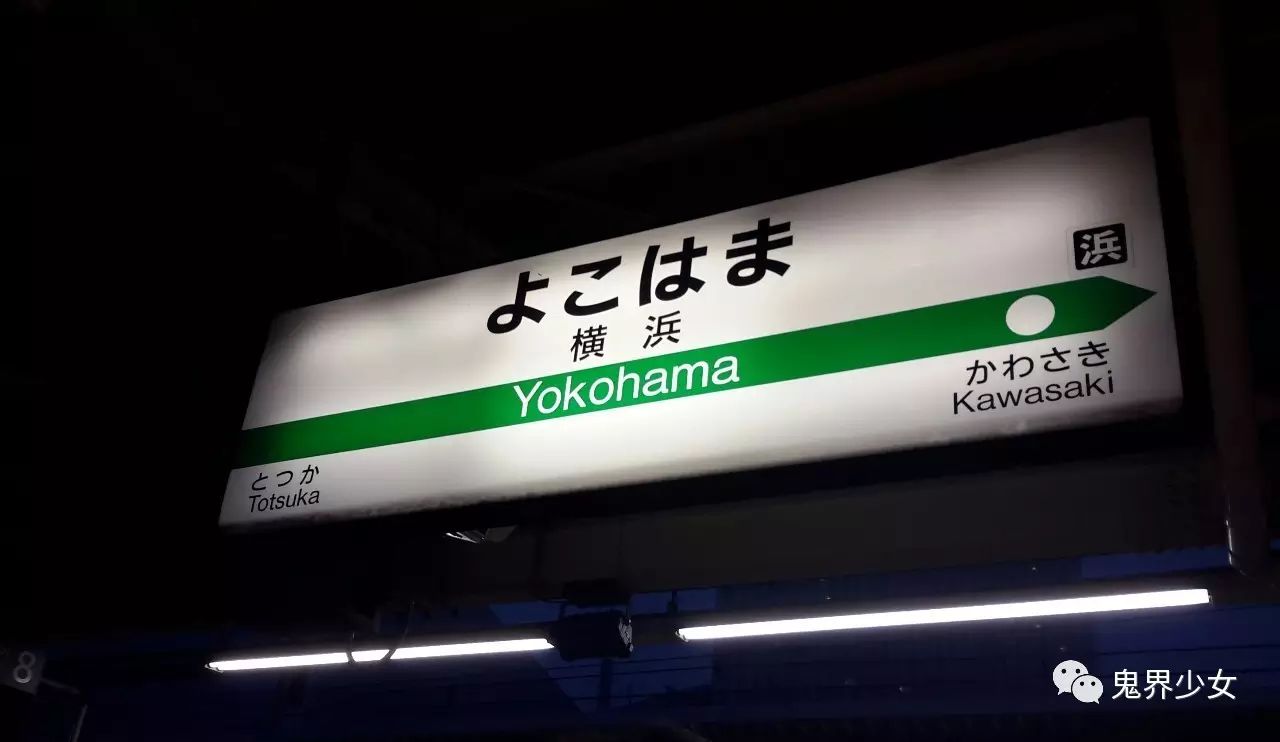 よこはま
横浜
Yokohama
浜
かわさき
Kawasaki
とつか
Totsuka
8
鬼界少女